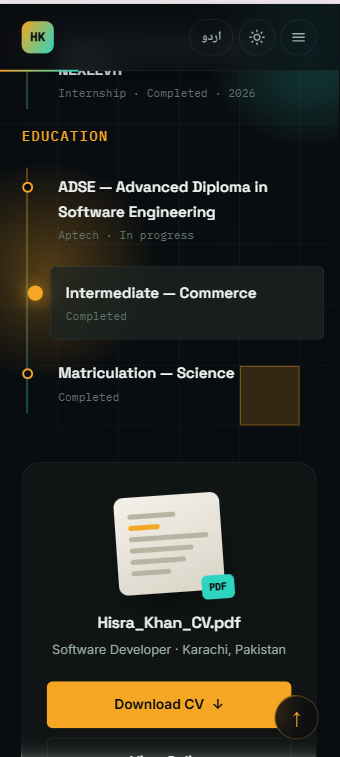 HK
اردو
Internship · Completed · 2026
EDUCATION
ADSE — Advanced Diploma in
Software Engineering
Aptech · In progress
Intermediate — Commerce
Completed
Matriculation — Science
Completed
PDF
Hisra_Khan_CV.pdf
Software Developer · Karachi, Pakistan
Download CV ↓
↑